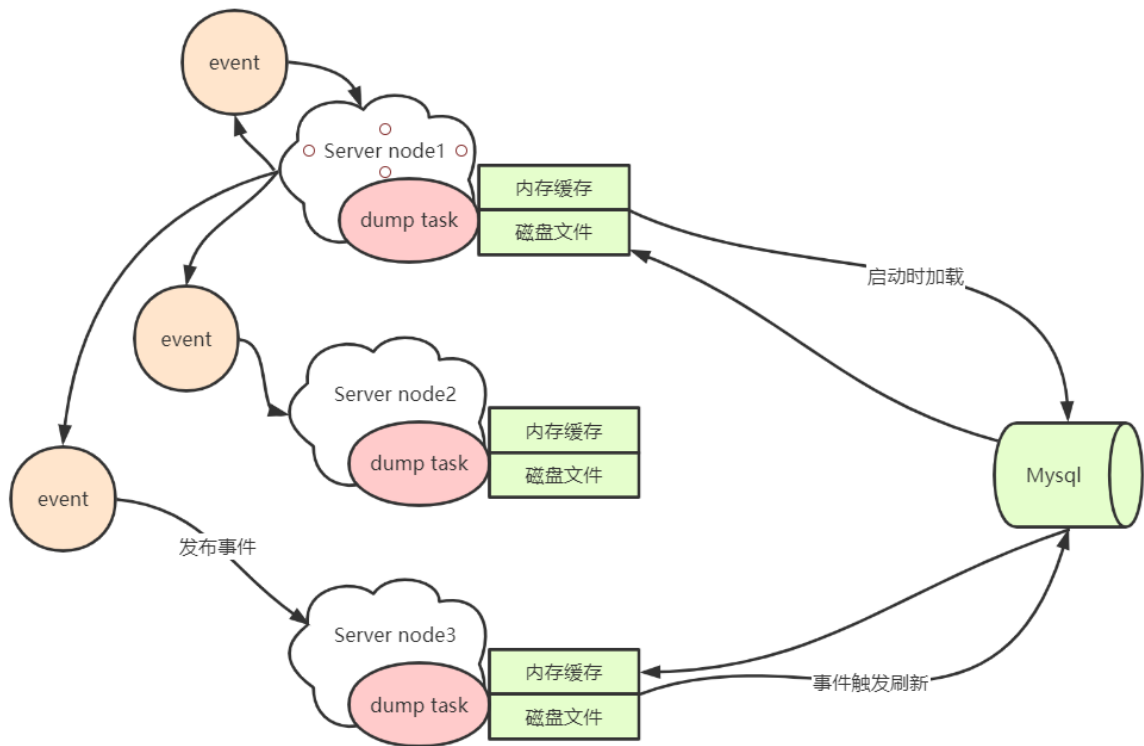 event
Server node1
内存缓存
dump task
磁盘文件
启动时加载
event
Server node2
内存缓存
dump task
磁盘文件
Mysql
event
发布事件
Server node3
内存缓存
事件触发刷新
dump task
磁盘文件